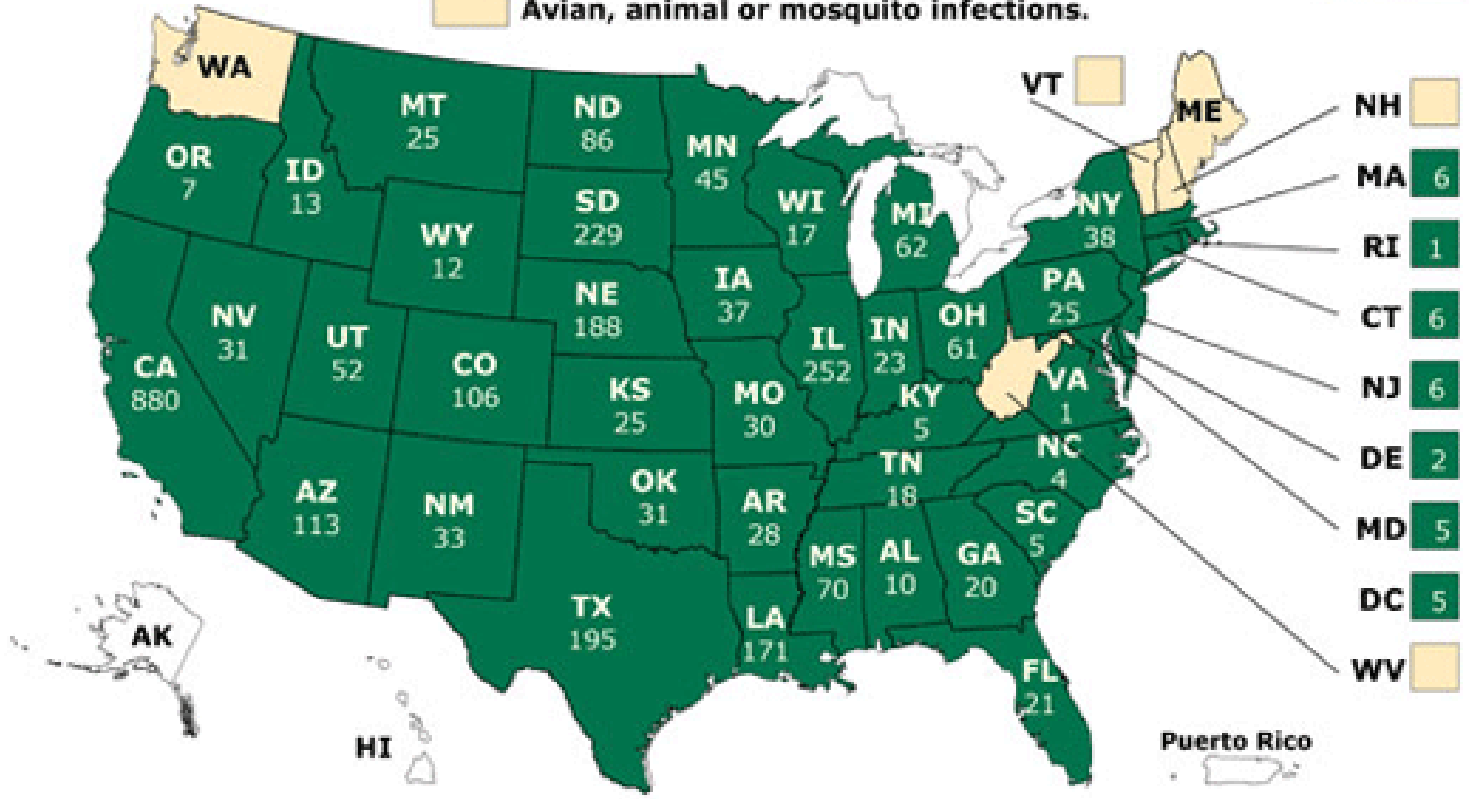 Avian, animal or mosquito infections.
WA
MT
25
ND
86
MN
45
VT
ME
NH
OR
7
ID
13
SD
229
WI
17
MI
62
NY
38
MA 6
WY
12
RI 1
NV
31
UT
52
CO
106
NE
188
IA
37
IL
252
IN
23
OH
61
PA
25
CT 6
CA
880
KS
25
MO
30
KY
5
VA
1
NJ 6
AZ
113
NM
33
OK
31
AR
28
TN
18
NC
4
DE 2
SC
5
MD 5
TX
195
LA
171
MS
70
AL
10
GA
20
DC 5
AK
HI
FL
21
WV
Puerto Rico